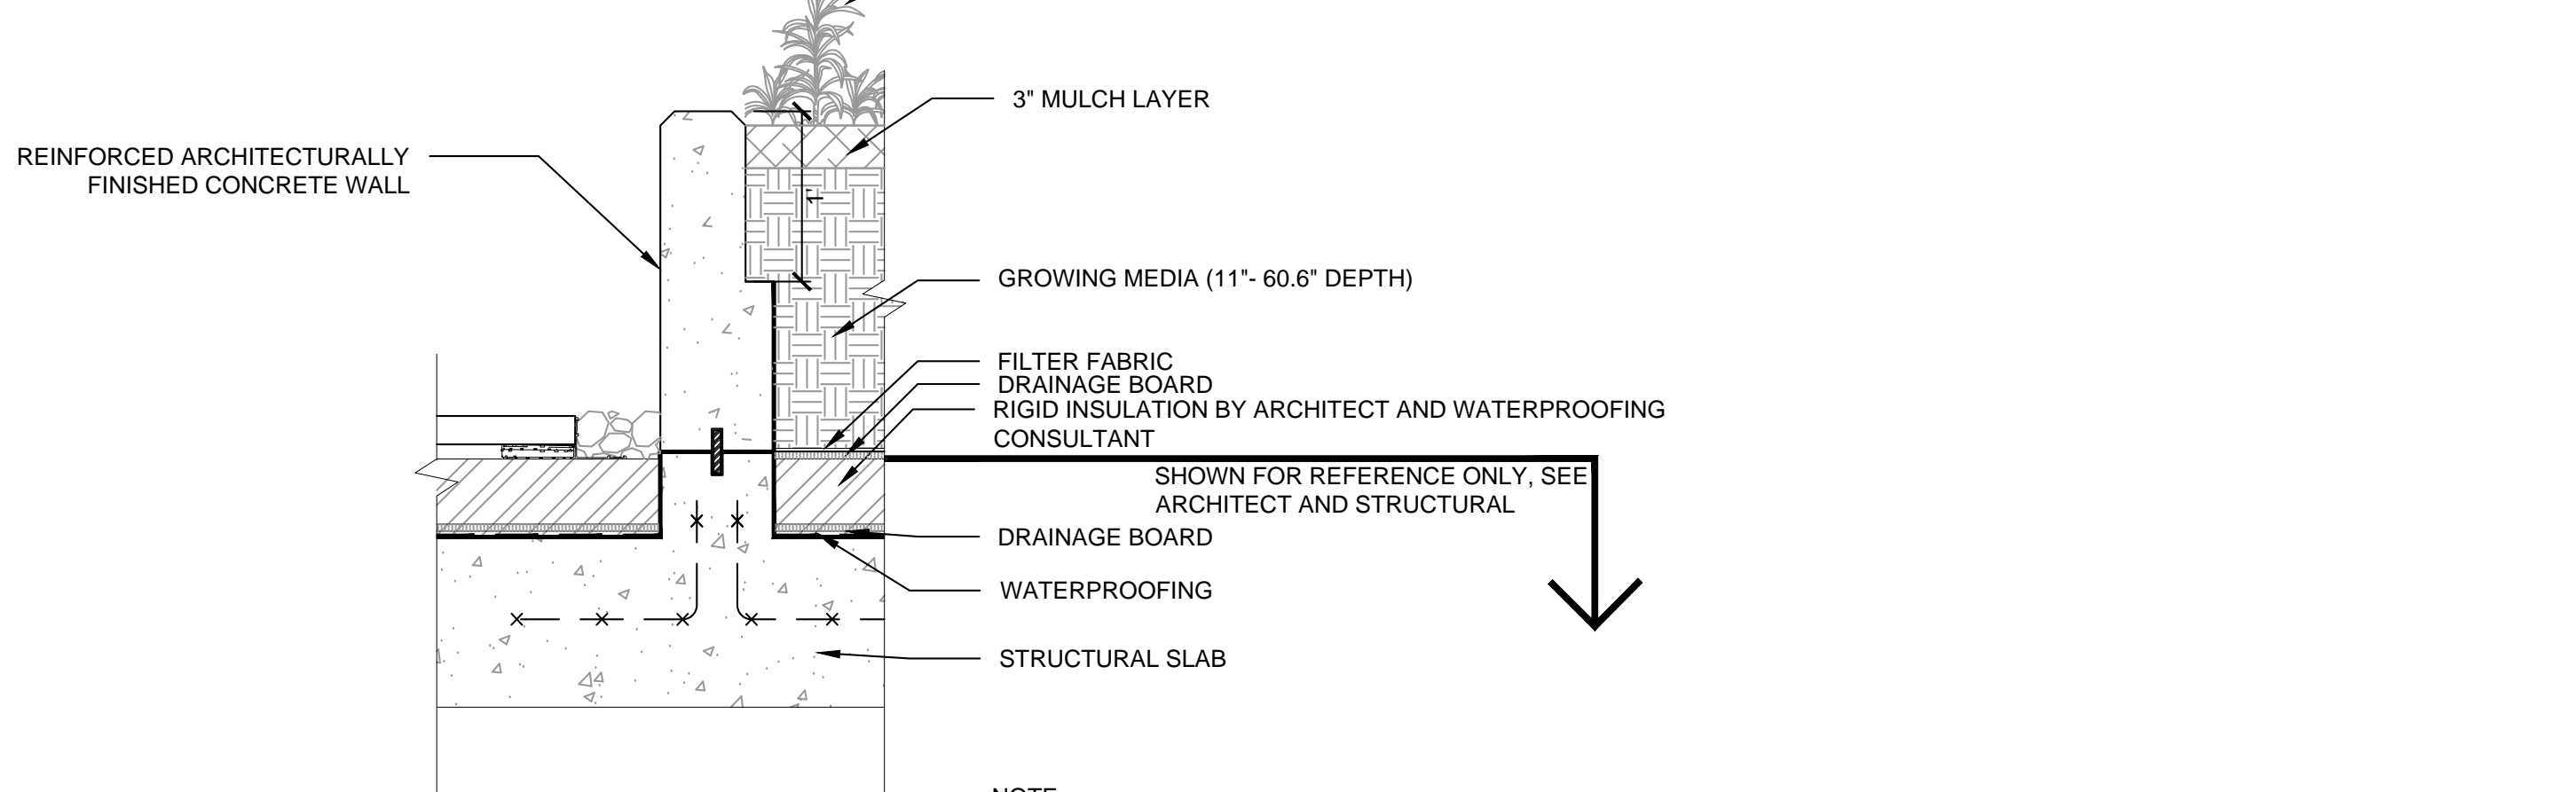 3" MULCH LAYER
REINFORCED ARCHITECTURALLY
FINISHED CONCRETE WALL
1'
GROWING MEDIA (11"- 60.6" DEPTH)
FILTER FABRIC
DRAINAGE BOARD
RIGID INSULATION BY ARCHITECT AND WATERPROOFING
CONSULTANT
SHOWN FOR REFERENCE ONLY, SEE
ARCHITECT AND STRUCTURAL
DRAINAGE BOARD
WATERPROOFING
STRUCTURAL SLAB
NOTE